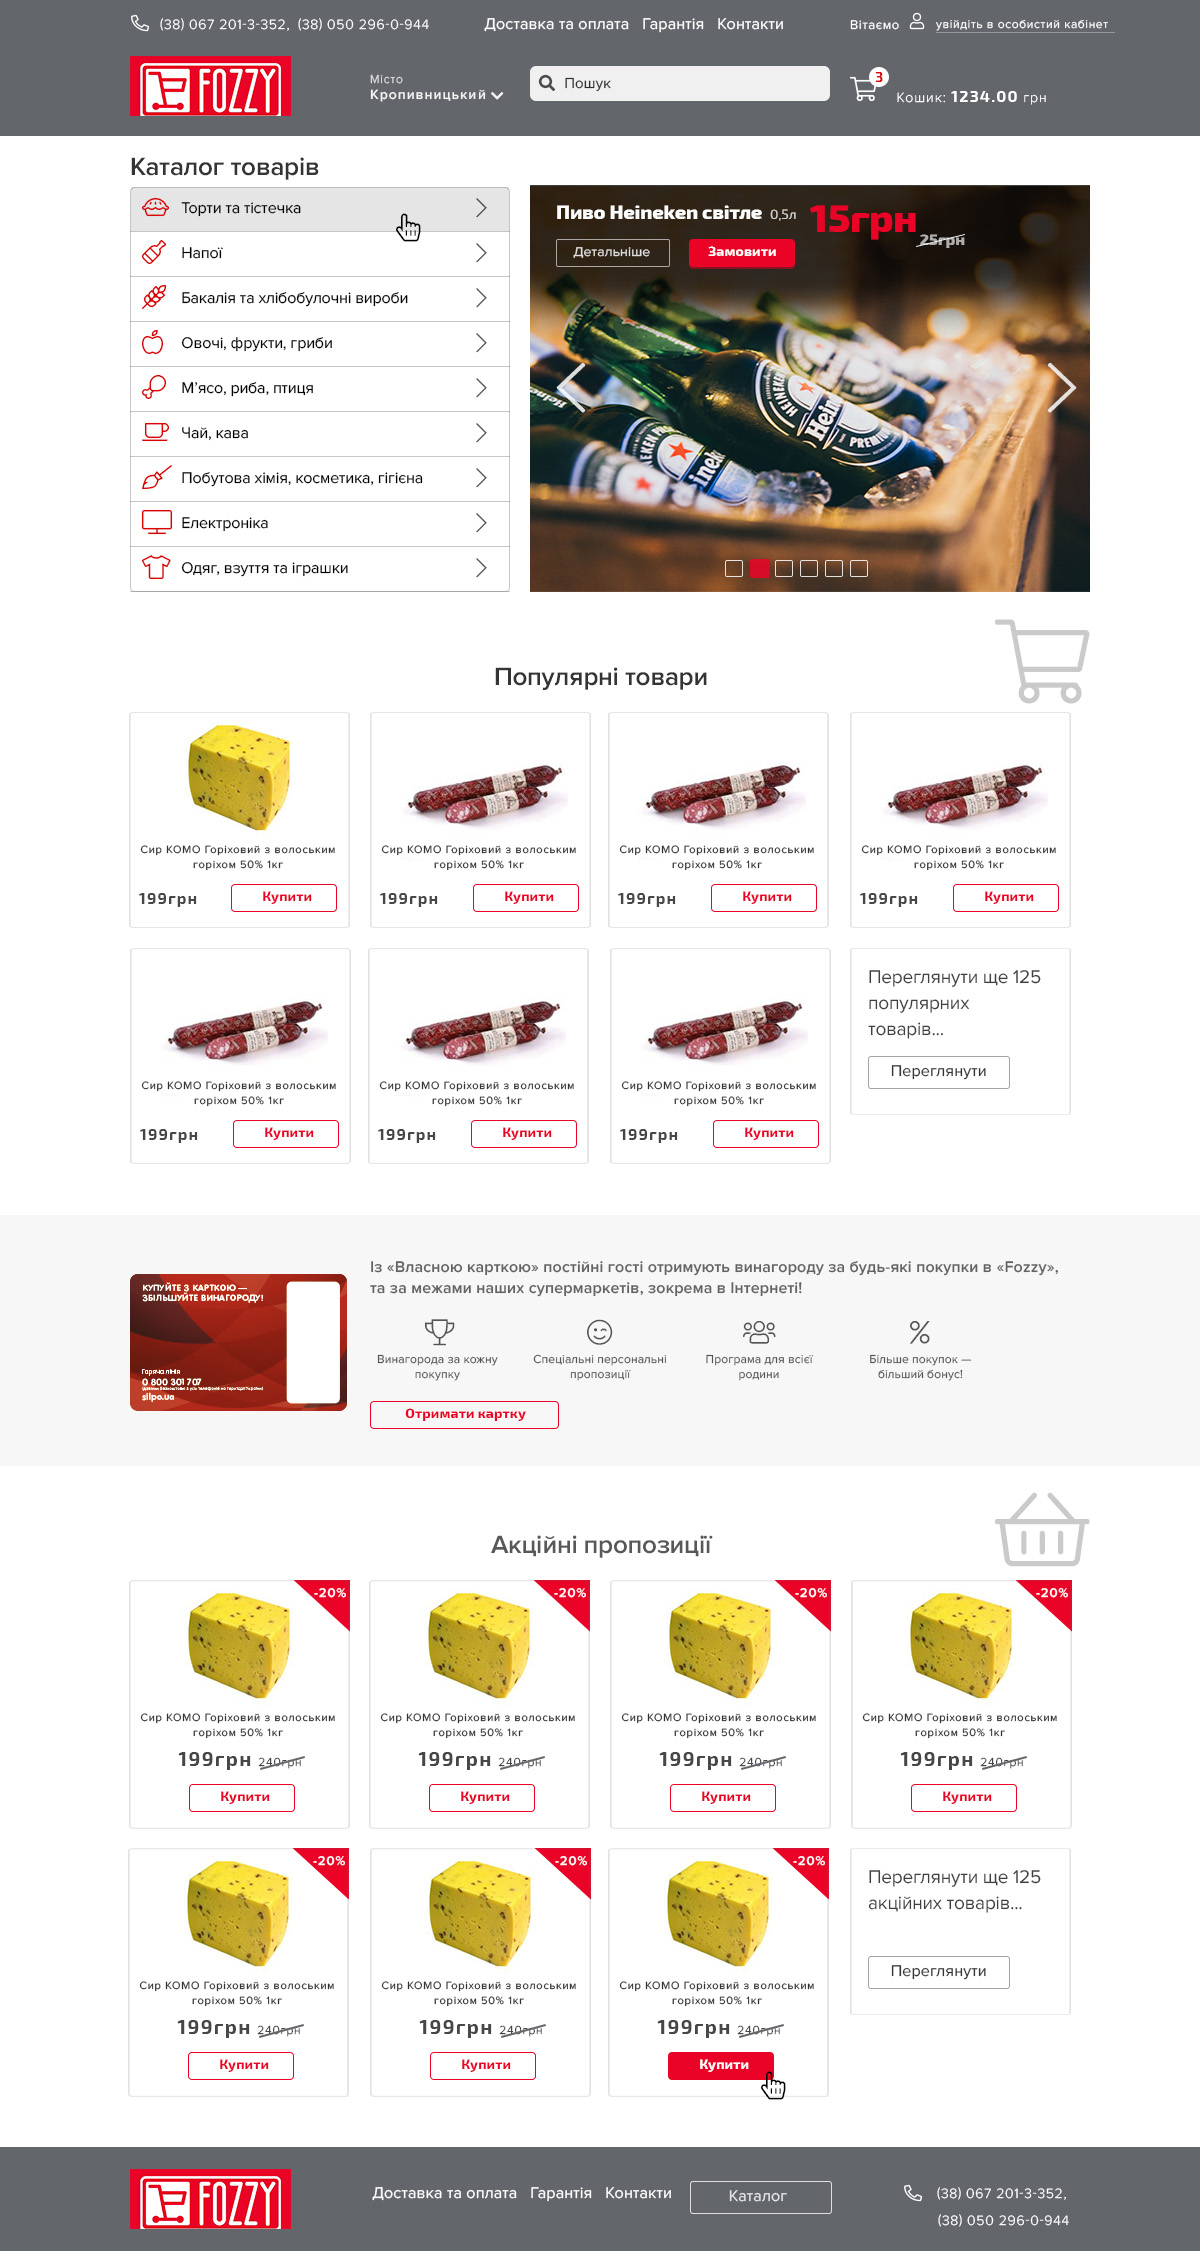 (38) 067 201-3-352, (38) 050 296-0-944
Доставка та оплата Гарантія Контакти
Вітаємо увійдіть в особистий кабінет
FOZZY
Місто
Кропивницький
Пошук
3
Кошик: 1234.00 грн
Каталог товарів
Торти та тістечка
Напої
Бакалія та хлібобулочні вироби
Овочі, фрукти, гриби
М'ясо, риба, птиця
Чай, кава
Побутова хімія, косметика, гігієна
Електроніка
Одяг, взуття та іграшки
Пиво Heineken світле 0,5л 15грн
25грн
Детальніше Замовити
Популярні товари
Сир КОМО Горіховий з волоським
горіхом 50% 1кг
199грн Купити
Сир КОМО Горіховий з волоським
горіхом 50% 1кг
199грн Купити
Сир КОМО Горіховий з волоським
горіхом 50% 1кг
199грн Купити
Сир КОМО Горіховий з волоським
горіхом 50% 1кг
199грн Купити
Сир КОМО Горіховий з волоським
горіхом 50% 1кг
199грн Купити
Сир КОМО Горіховий з волоським
горіхом 50% 1кг
199грн Купити
Сир КОМО Горіховий з волоським
горіхом 50% 1кг
199грн Купити
Переглянути ще 125
популярних
товарів...
Переглянути
КУПУЙТЕ З КАРТКОЮ —
ЗБІЛЬШУЙТЕ ВИНАГОРОДУ!
Гаряча лінія
0 800 301 707
silpo.ua
Із «Власною карткою» постійні гості отримують винагороду за будь-які покупки в «Fozzy»,
та за межами наших супермаркетів, зокрема в Інтернеті!
Винагорода за кожну
покупку
Спеціальні персональні
пропозиції
Програма для всієї
родини
Більше покупок —
більший бонус!
Отримати картку
Акційні пропозиції
-20%
Сир КОМО Горіховий з волоським
горіхом 50% 1кг
199грн 240грн
Купити
-20%
Сир КОМО Горіховий з волоським
горіхом 50% 1кг
199грн 240грн
Купити
-20%
Сир КОМО Горіховий з волоським
горіхом 50% 1кг
199грн 240грн
Купити
-20%
Сир КОМО Горіховий з волоським
горіхом 50% 1кг
199грн 240грн
Купити
-20%
Сир КОМО Горіховий з волоським
горіхом 50% 1кг
199грн 240грн
Купити
-20%
Сир КОМО Горіховий з волоським
горіхом 50% 1кг
199грн 240грн
Купити
-20%
Сир КОМО Горіховий з волоським
горіхом 50% 1кг
199грн 240грн
Купити
Переглянути ще 125
акційних товарів...
Переглянути
FOZZY
Доставка та оплата Гарантія Контакти
Каталог
(38) 067 201-3-352,
(38) 050 296-0-944